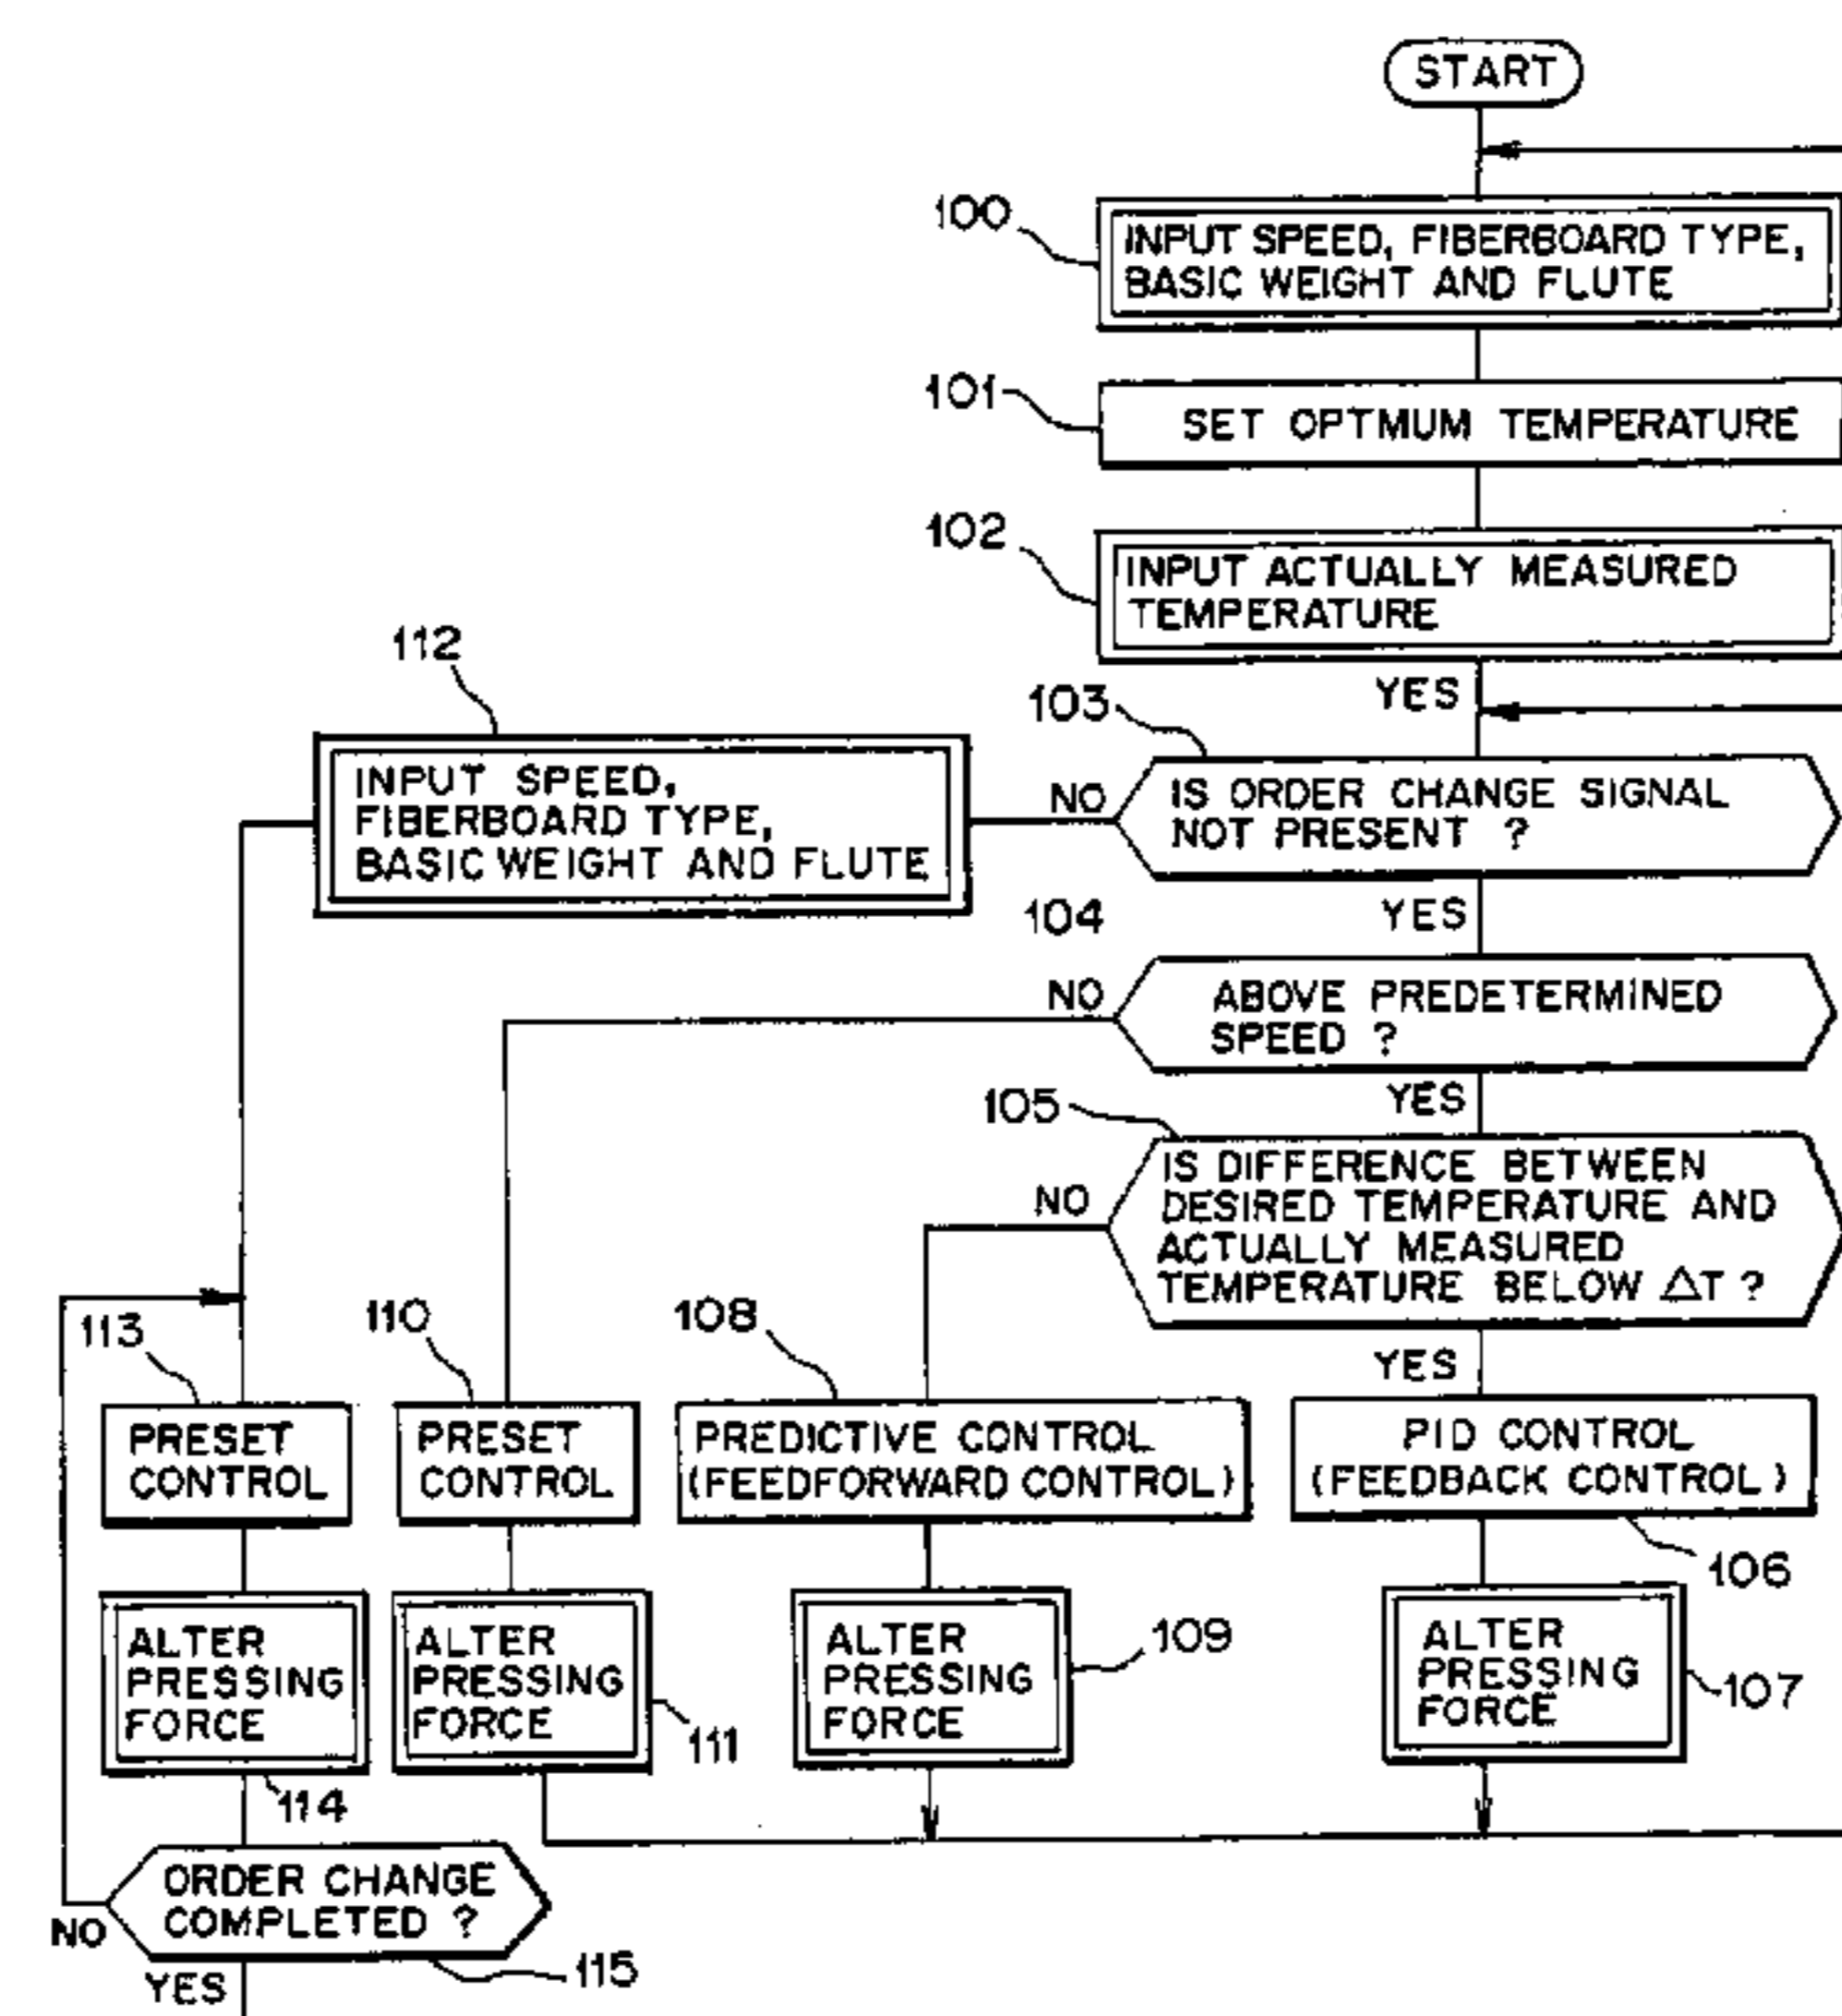 START
100
INPUT SPEED, FIBERBOARD TYPE,
BASIC WEIGHT AND FLUTE
101
SET OPTMUM TEMPERATURE
102
INPUT ACTUALLY MEASURED
TEMPERATURE
YES
103
IS ORDER CHANGE SIGNAL
NOT PRESENT ?
NO
112
INPUT SPEED,
FIBERBOARD TYPE,
BASIC WEIGHT AND FLUTE
YES
104
ABOVE PREDETERMINED
SPEED ?
NO
YES
105
IS DIFFERENCE BETWEEN
DESIRED TEMPERATURE AND
ACTUALLY MEASURED
TEMPERATURE BELOW ΔT ?
NO
YES
113
PRESET
CONTROL
110
PRESET
CONTROL
108
PREDICTIVE CONTROL
(FEEDFORWARD CONTROL)
PID CONTROL
(FEEDBACK CONTROL)
106
ALTER
PRESSING
FORCE
114
ALTER
PRESSING
FORCE
111
ALTER
PRESSING
FORCE
109
ALTER
PRESSING
FORCE
107
ORDER CHANGE
COMPLETED ?
NO
115
YES